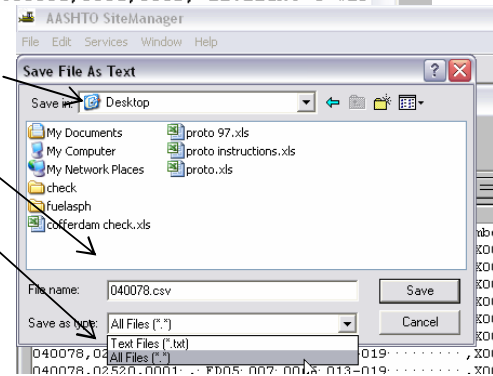 AASHTO SiteManager
File Edit Services Window Help
Save File As Text
Save in: Desktop
My Documents
My Computer
My Network Places
check
fuelasph
cofferdam check.xls
proto 97.xls
proto instructions.xls
proto.xls
File name: 040078.csv Save
Save as type: All Files (*.*) Cancel
Text Files (*.txt)
All Files (*.*)